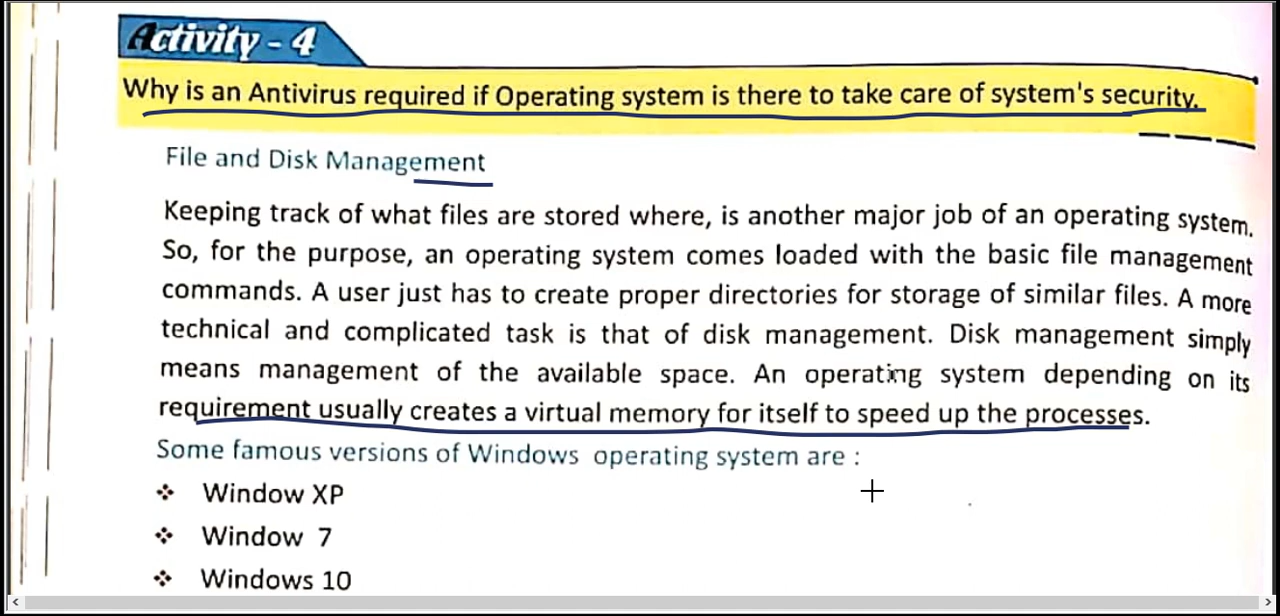 Activity - 4
Why is an Antivirus required if Operating system is there to take care of system's security.
File and Disk Management
Keeping track of what files are stored where, is another major job of an operating system.
So, for the purpose, an operating system comes loaded with the basic file management
commands. A user just has to create proper directories for storage of similar files. A more
technical and complicated task is that of disk management. Disk management simply
means management of the available space. An operating system depending on its
requirement usually creates a virtual memory for itself to speed up the processes.
Some famous versions of Windows operating system are :
❖ Window XP
❖ Window 7
❖ Windows 10